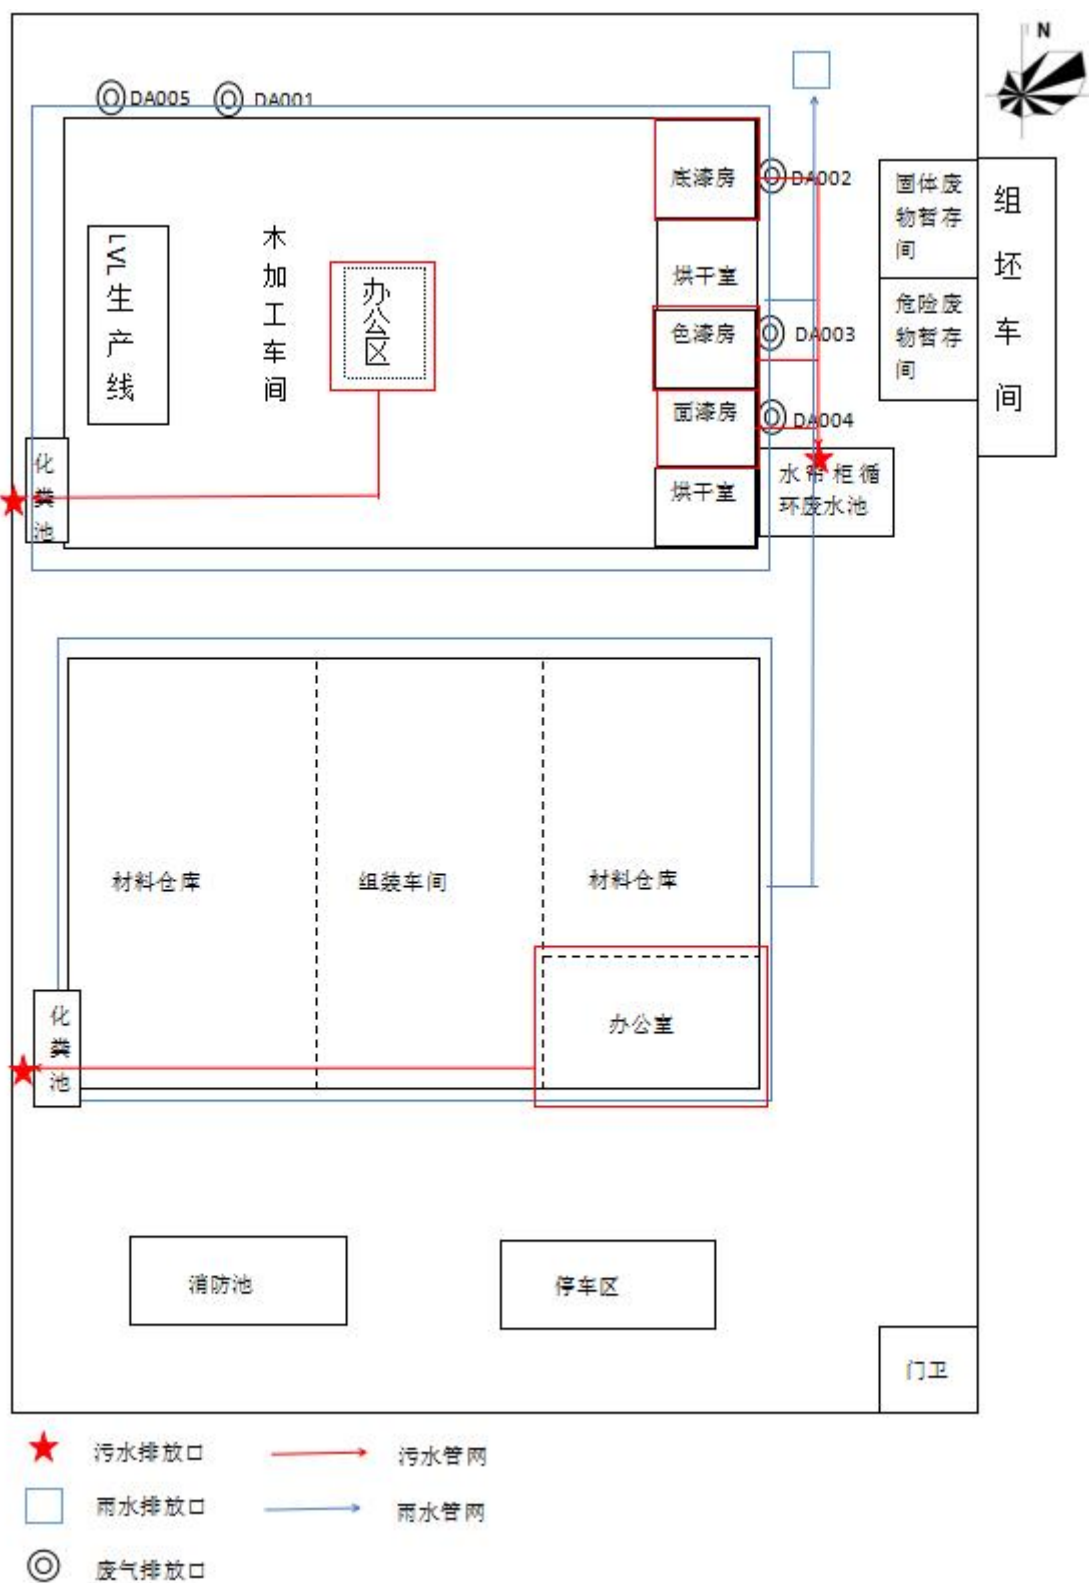 N
DA005
DA001
底漆房
DA002
固体废
物暂存
间
组坯车间
LVL生产线
木加工车间
办公区
烘干室
危险废
物暂存
间
色漆房
DA003
面漆房
DA004
化粪池
水帘柜循
环废水池
烘干室
材料仓库
组装车间
材料仓库
化粪池
办公室
消防池
停车区
门卫
污水排放口
污水管网
雨水排放口
雨水管网
废气排放口